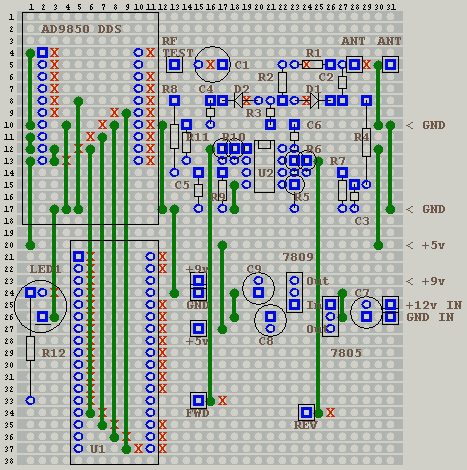 1 2 3 4 5 6 7 8 9 10 11 12 13 14 15 16 17 18 19 20 21 22 23 24 25 26 27 28 29 30 31
1
2 AD9850 DDS
3 RF ANT ANT
4 TEST R1
5 C1
6 R2 C2
7 R8 C4 D2 D1
8
9 R3
10 C6 < GND
11 R11 R10 R4
12 R6
13 R7
14 U2
15 C5
16 R9 R5
17 < GND
18 C3
19
20 < +5v
21 7809
22 +9v C9
23 LED1 Out < +9v
24 C7
25 GND In +12v IN
26 GND IN
27 Out
28 +5v C8
29 R12 7805
30
31
32
33
34 FWD
35 REV
36
37 U1
38